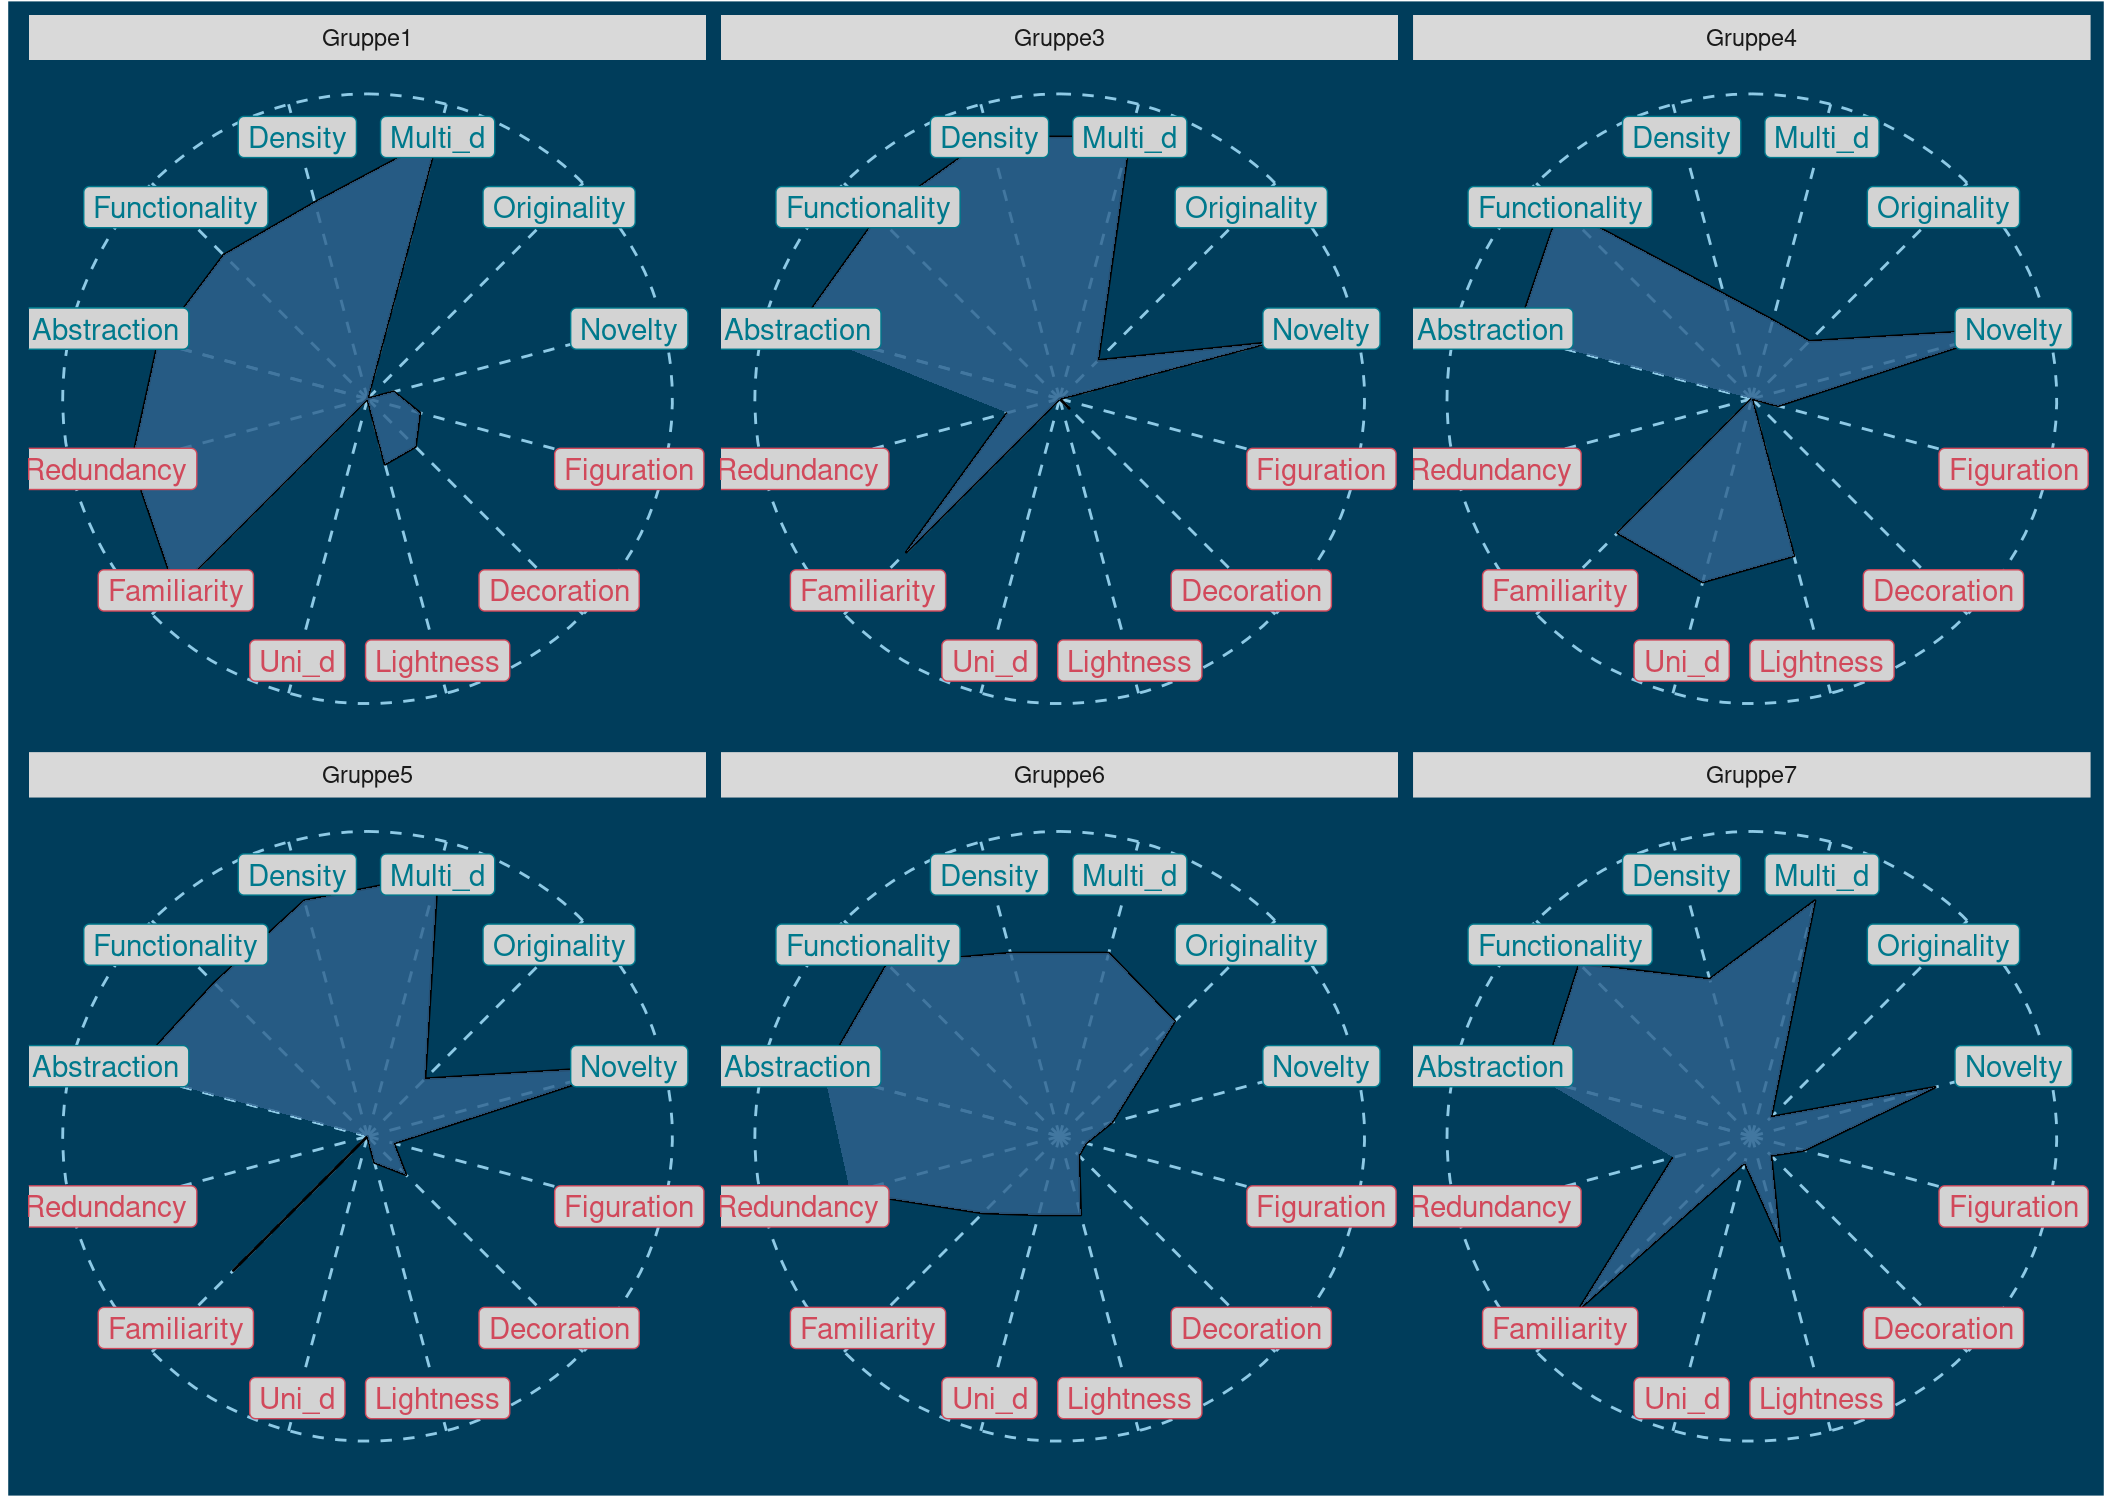 Gruppe1
Gruppe3
Gruppe4
Density
Multi_d
Density
Multi_d
Density
Multi_d
Functionality
Originality
Functionality
Originality
Functionality
Originality
Abstraction
Novelty
Abstraction
Novelty
Abstraction
Novelty
Redundancy
Figuration
Redundancy
Figuration
Redundancy
Figuration
Familiarity
Decoration
Familiarity
Decoration
Familiarity
Decoration
Uni_d
Lightness
Uni_d
Lightness
Uni_d
Lightness
Gruppe5
Gruppe6
Gruppe7
Density
Multi_d
Density
Multi_d
Density
Multi_d
Functionality
Originality
Functionality
Originality
Functionality
Originality
Abstraction
Novelty
Abstraction
Novelty
Abstraction
Novelty
Redundancy
Figuration
Redundancy
Figuration
Redundancy
Figuration
Familiarity
Decoration
Familiarity
Decoration
Familiarity
Decoration
Uni_d
Lightness
Uni_d
Lightness
Uni_d
Lightness